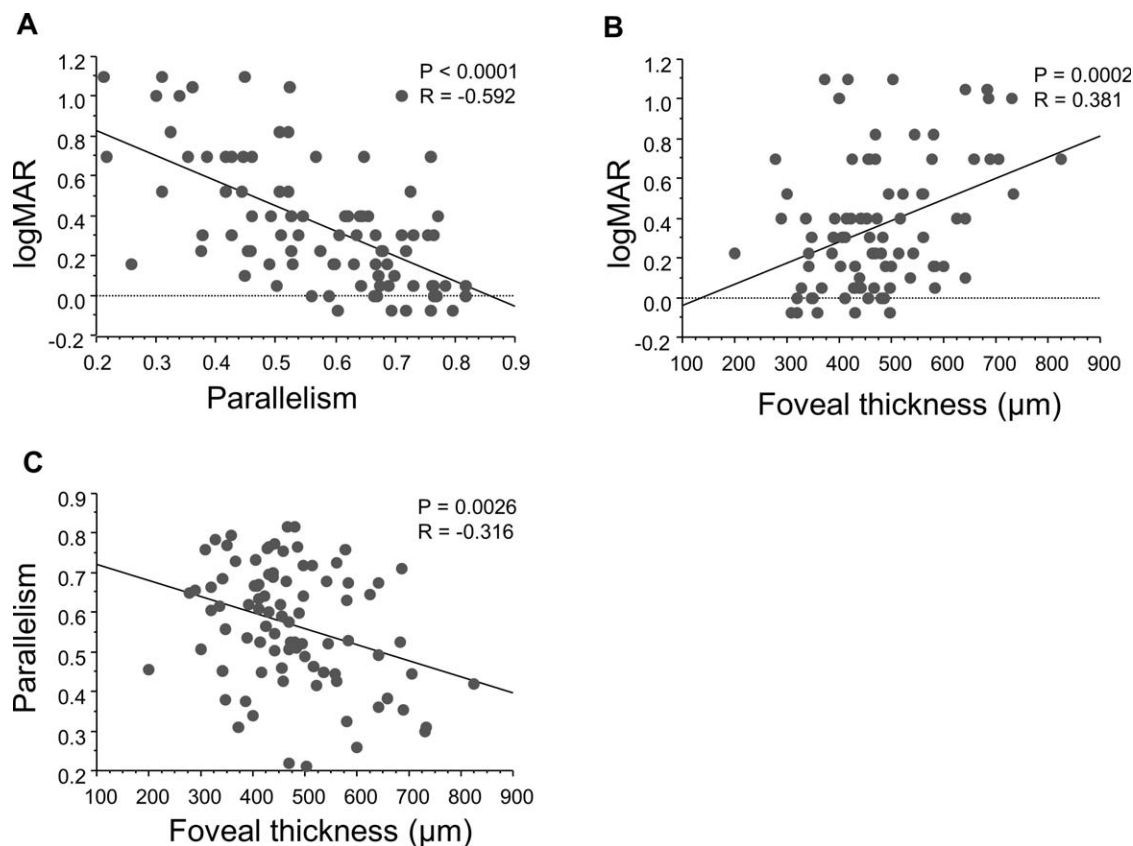 A
1.2
1.0
0.8
0.6
0.4
0.2
0.0
-0.2
logMAR
P < 0.0001
R = -0.592
0.2 0.3 0.4 0.5 0.6 0.7 0.8 0.9
Parallelism
B
1.2
1.0
0.8
0.6
0.4
0.2
0.0
-0.2
logMAR
P = 0.0002
R = 0.381
100 200 300 400 500 600 700 800 900
Foveal thickness (μm)
C
0.9
0.8
0.7
0.6
0.5
0.4
0.3
0.2
Parallelism
P = 0.0026
R = -0.316
100 200 300 400 500 600 700 800 900
Foveal thickness (μm)